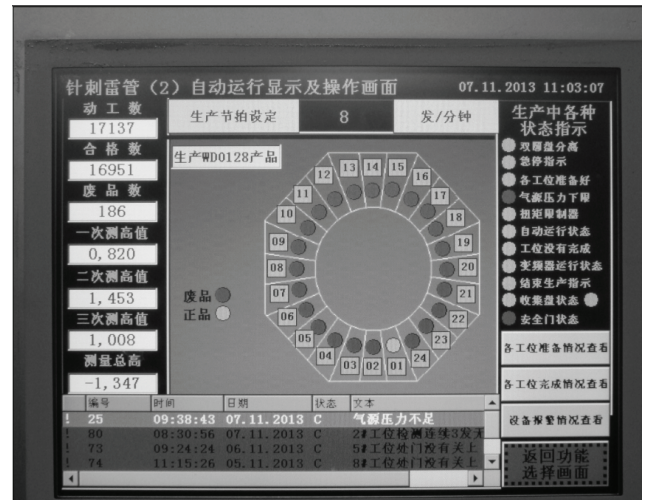 针刺雷管（2）自动运行显示及操作画面
07.11.2013 11:03:07
动工数
17137
合格数
16951
废品数
186
一次测高值
0,820
二次测高值
1,453
三次测高值
1,008
测量总高
-1,347
生产节拍设定
8
发/分钟
生产WD0128产品
12 13 14 15 16
11 17
10 18
09 19
08 20
07 21
06 22
05 23
04 03 02 01 24
废品
正品
生产中各种
状态指示
急停指示
各工位准备好
气源压力下限
扭矩限制器
自动运行状态
工位没有完成
变频器运行状态
结束生产指示
收集盘状态
安全门状态
各工位准备情况查看
各工位完成情况查看
设备报警情况查看
返回功能
选择画面
编号 时间 日期 状态 文本
! 25 09:38:43 07.11.2013 C 气源压力不足
! 80 08:30:56 07.11.2013 C 2#工位检测连续3发无
! 73 09:24:24 06.11.2013 C 5#工位处门没有关上
! 74 11:15:26 05.11.2013 C 8#工位处门没有关上